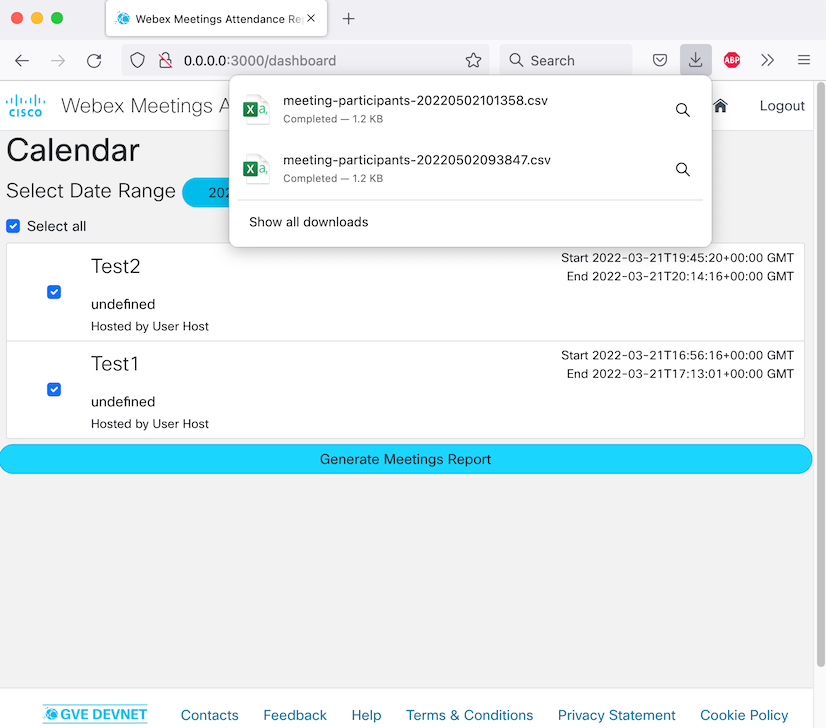 Webex Meetings Attendance Re
0.0.0.0:3000/dashboard
Search
ABP
meeting-participants-20220502101358.csv
Completed — 1.2 KB
meeting-participants-20220502093847.csv
Completed — 1.2 KB
Show all downloads
CISCO
Webex Meetings A
Logout
Calendar
Select Date Range
202
Select all
Test2
Start 2022-03-21T19:45:20+00:00 GMT
End 2022-03-21T20:14:16+00:00 GMT
undefined
Hosted by User Host
Test1
Start 2022-03-21T16:56:16+00:00 GMT
End 2022-03-21T17:13:01+00:00 GMT
undefined
Hosted by User Host
Generate Meetings Report
GVE DEVNET
Contacts
Feedback
Help
Terms & Conditions
Privacy Statement
Cookie Policy